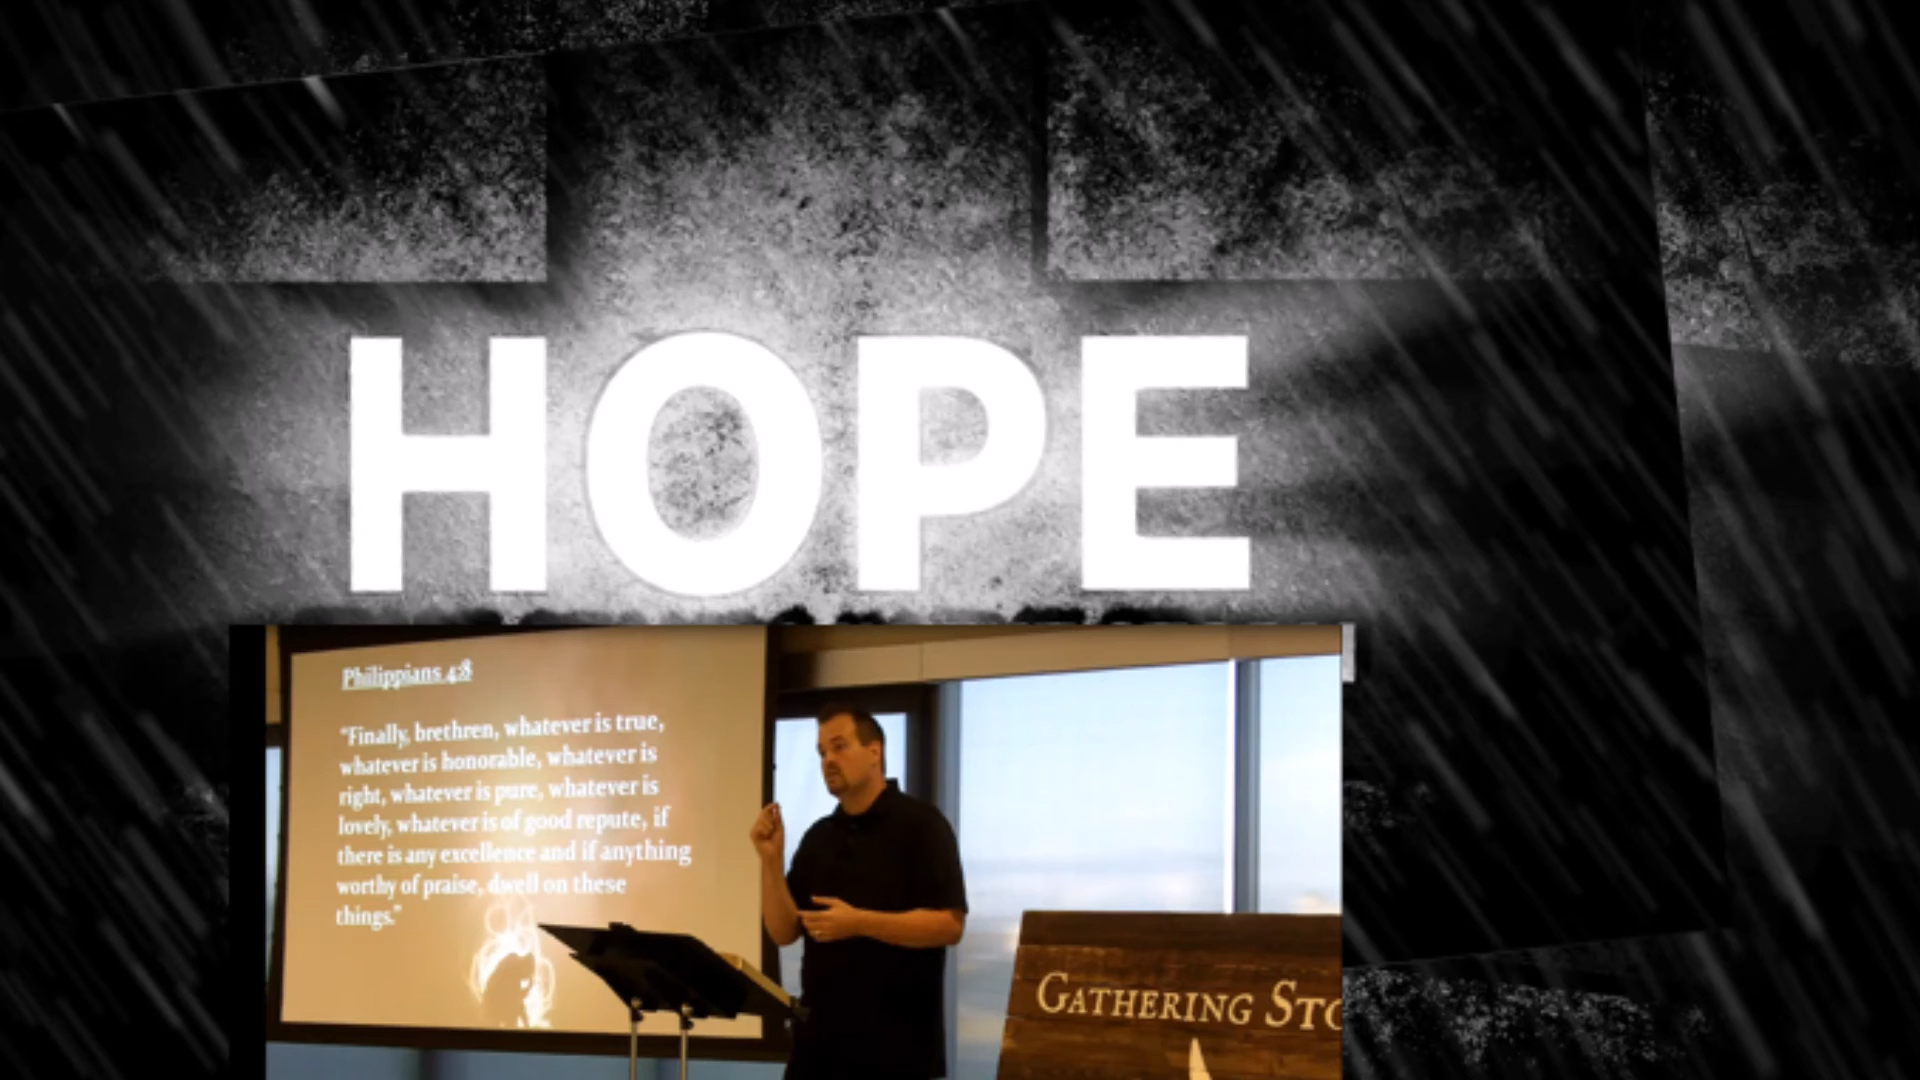 HOPE
Philippians 4:8
"Finally, brethren, whatever is true,
whatever is honorable, whatever is
right, whatever is pure, whatever is
lovely, whatever is of good repute, if
there is any excellence and if anything
worthy of praise, dwell on these
things."
GATHERING STO